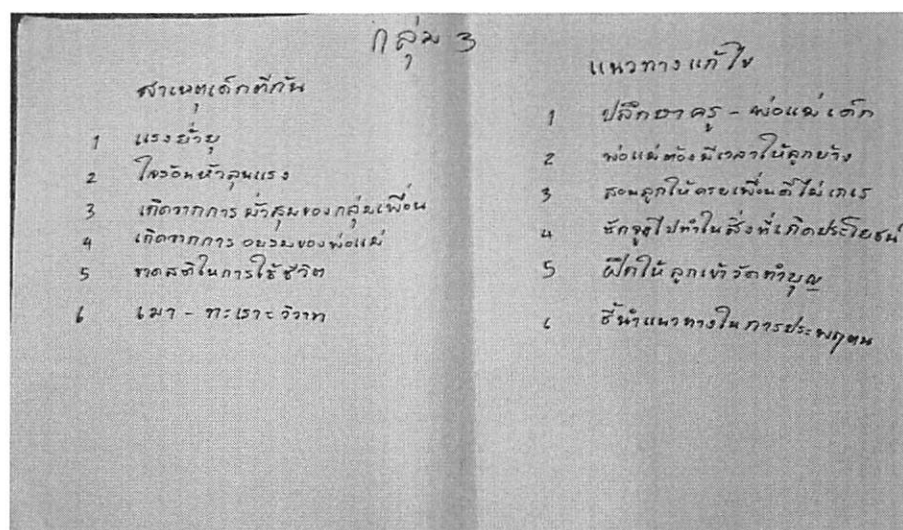 กลุ่ม 3
สาเหตุเด็กตีกัน
1 แรงยั่วยุ
2 ใจร้อนหัวลุนแรง
3 เกิดจากการมั่วสุมของกลุ่มเพื่อน
4 เกิดจากการอบรมของพ่อแม่
5 ขาดสติในการใช้ชีวิต
6 เมา - ทะเราะวิวาท
แนวทางแก้ไข
1 ปลึกษาครู - พ่อแม่เด็ก
2 พ่อแม่ต้องมีเวลาให้ลูกบ้าง
3 สอนลูกให้คบเพื่อนดีไม่เกเร
4 ชักจูงไปทำในสิ่งที่เกิดประโยชน์
5 ฝึกให้ลูกเข้าวัดทำบุญ
6 ชี้นำแนวทางในการประพฤตน